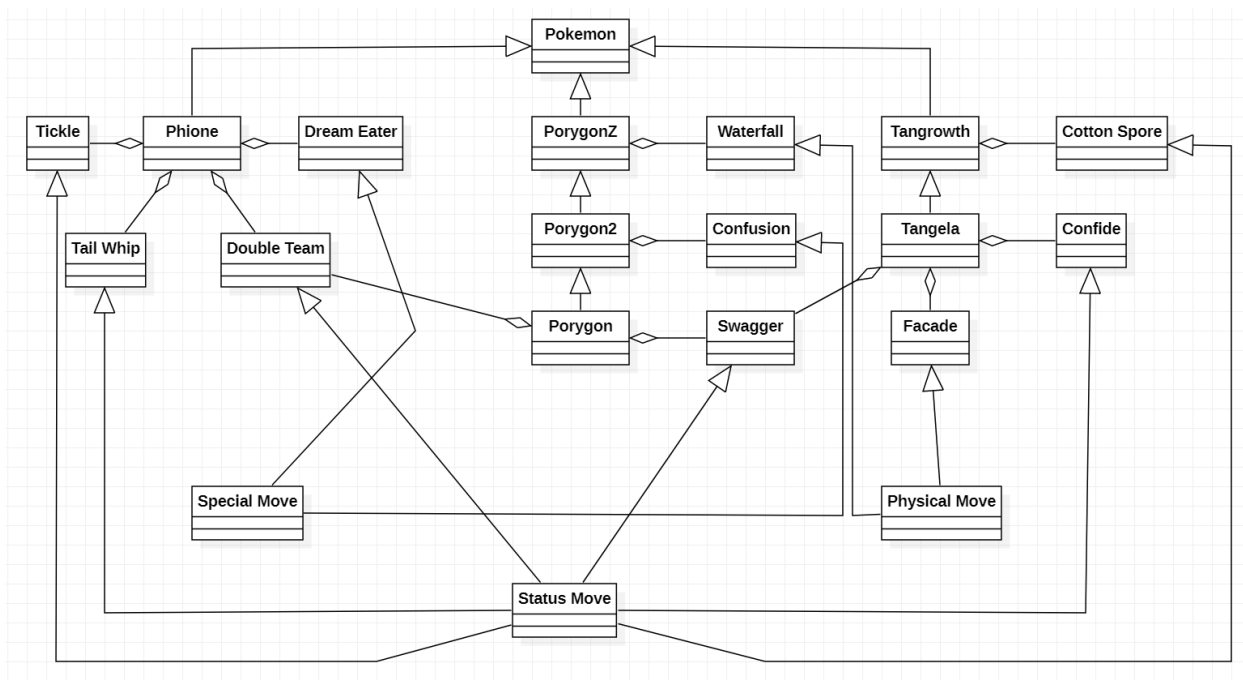 Pokemon
Tickle
Phione
Dream Eater
PorygonZ
Waterfall
Tangrowth
Cotton Spore
Tail Whip
Double Team
Porygon2
Confusion
Tangela
Confide
Porygon
Swagger
Facade
Special Move
Physical Move
Status Move